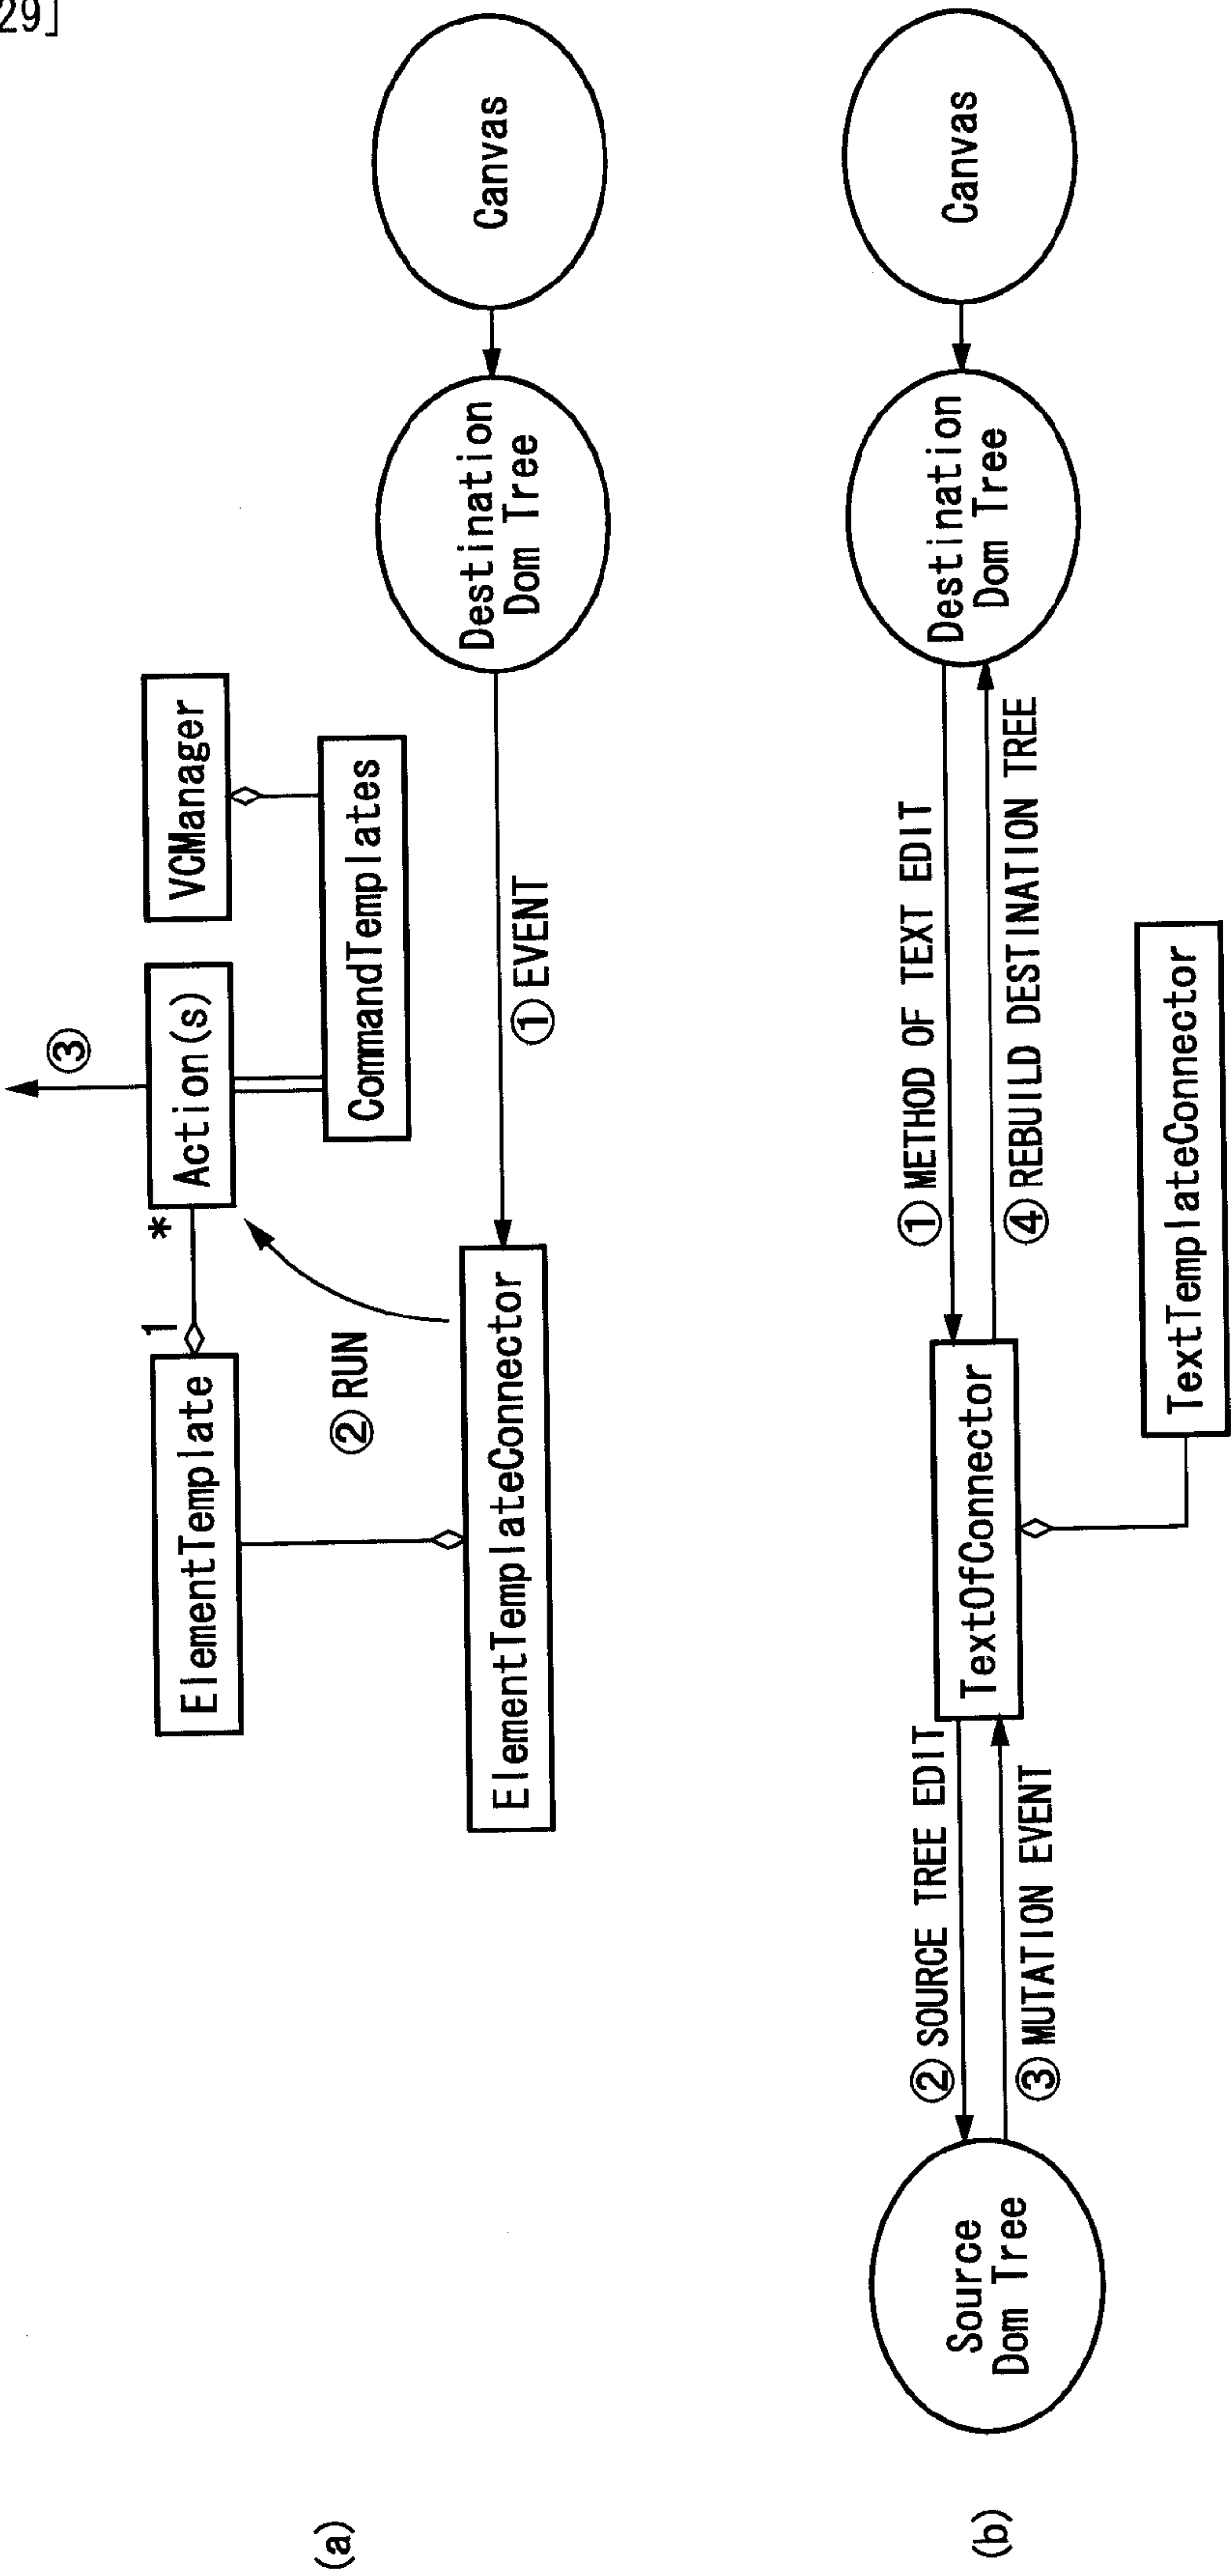 29]
(a)
ElementTemplate
1
*
Action(s)
③
VCManager
CommandTemplates
② RUN
ElementTemplateConnector
① EVENT
Destination
Dom Tree
Canvas
(b)
Source
Dom Tree
② SOURCE TREE EDIT
③ MUTATION EVENT
TextOfConnector
TextTemplateConnector
① METHOD OF TEXT EDIT
④ REBUILD DESTINATION TREE
Destination
Dom Tree
Canvas